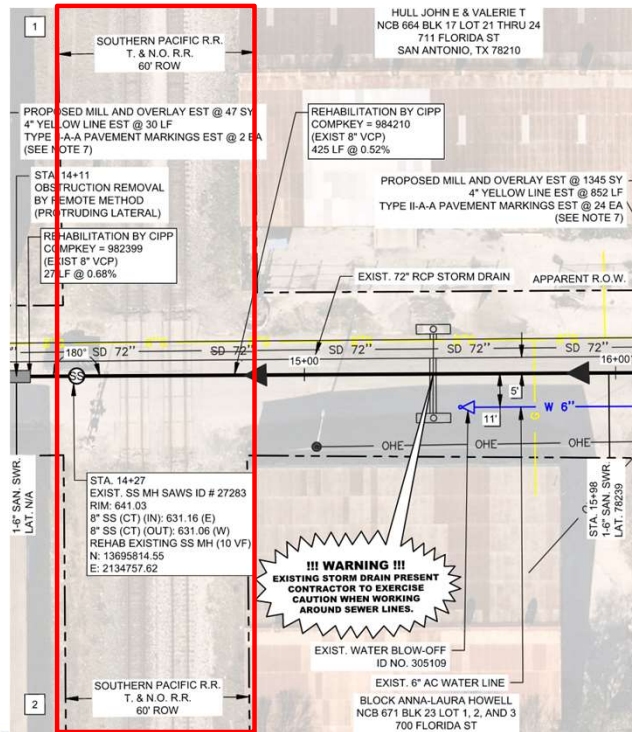 1
SOUTHERN PACIFIC R.R.
T. & N.O. R.R.
60' ROW
HULL JOHN E & VALERIE T
NCB 664 BLK 17 LOT 21 THRU 24
711 FLORIDA ST
SAN ANTONIO, TX 78210
PROPOSED MILL AND OVERLAY EST @ 47 SY
4" YELLOW LINE EST @ 30 LF
TYPE II-A-A PAVEMENT MARKINGS EST @ 2 EA
(SEE NOTE 7)
REHABILITATION BY CIPP
COMPKEY = 984210
(EXIST 8" VCP)
425 LF @ 0.52%
STA. 14+11
OBSTRUCTION REMOVAL
BY REMOTE METHOD
(PROTRUDING LATERAL)
PROPOSED MILL AND OVERLAY EST @ 1345 SY
4" YELLOW LINE EST @ 852 LF
TYPE II-A-A PAVEMENT MARKINGS EST @ 24 EA
(SEE NOTE 7)
REHABILITATION BY CIPP
COMPKEY = 982399
(EXIST 8" VCP)
27 LF @ 0.68%
EXIST. 72" RCP STORM DRAIN
APPARENT R.O.W.
72" SD 72" SD 72" SD 72" SD 72" SD 72"
180°
15+00
16+00
SS
5'
11'
W 6"
G
OHE OHE OHE
1-6" SAN. SWR.
LAT. N/A
STA. 15+98
1-6" SAN. SWR.
LAT. 78239
STA. 14+27
EXIST. SS MH SAWS ID # 27283
RIM: 641.03
8" SS (CT) (IN): 631.16 (E)
8" SS (CT) (OUT): 631.06 (W)
REHAB EXISTING SS MH (10 VF)
N: 13695814.55
E: 2134757.62
!!! WARNING !!!
EXISTING STORM DRAIN PRESENT
CONTRACTOR TO EXERCISE
CAUTION WHEN WORKING
AROUND SEWER LINES.
EXIST. WATER BLOW-OFF
ID NO. 305109
EXIST. 6" AC WATER LINE
SOUTHERN PACIFIC R.R.
T. & N.O. R.R.
60' ROW
BLOCK ANNA-LAURA HOWELL
NCB 671 BLK 23 LOT 1, 2, AND 3
700 FLORIDA ST
2